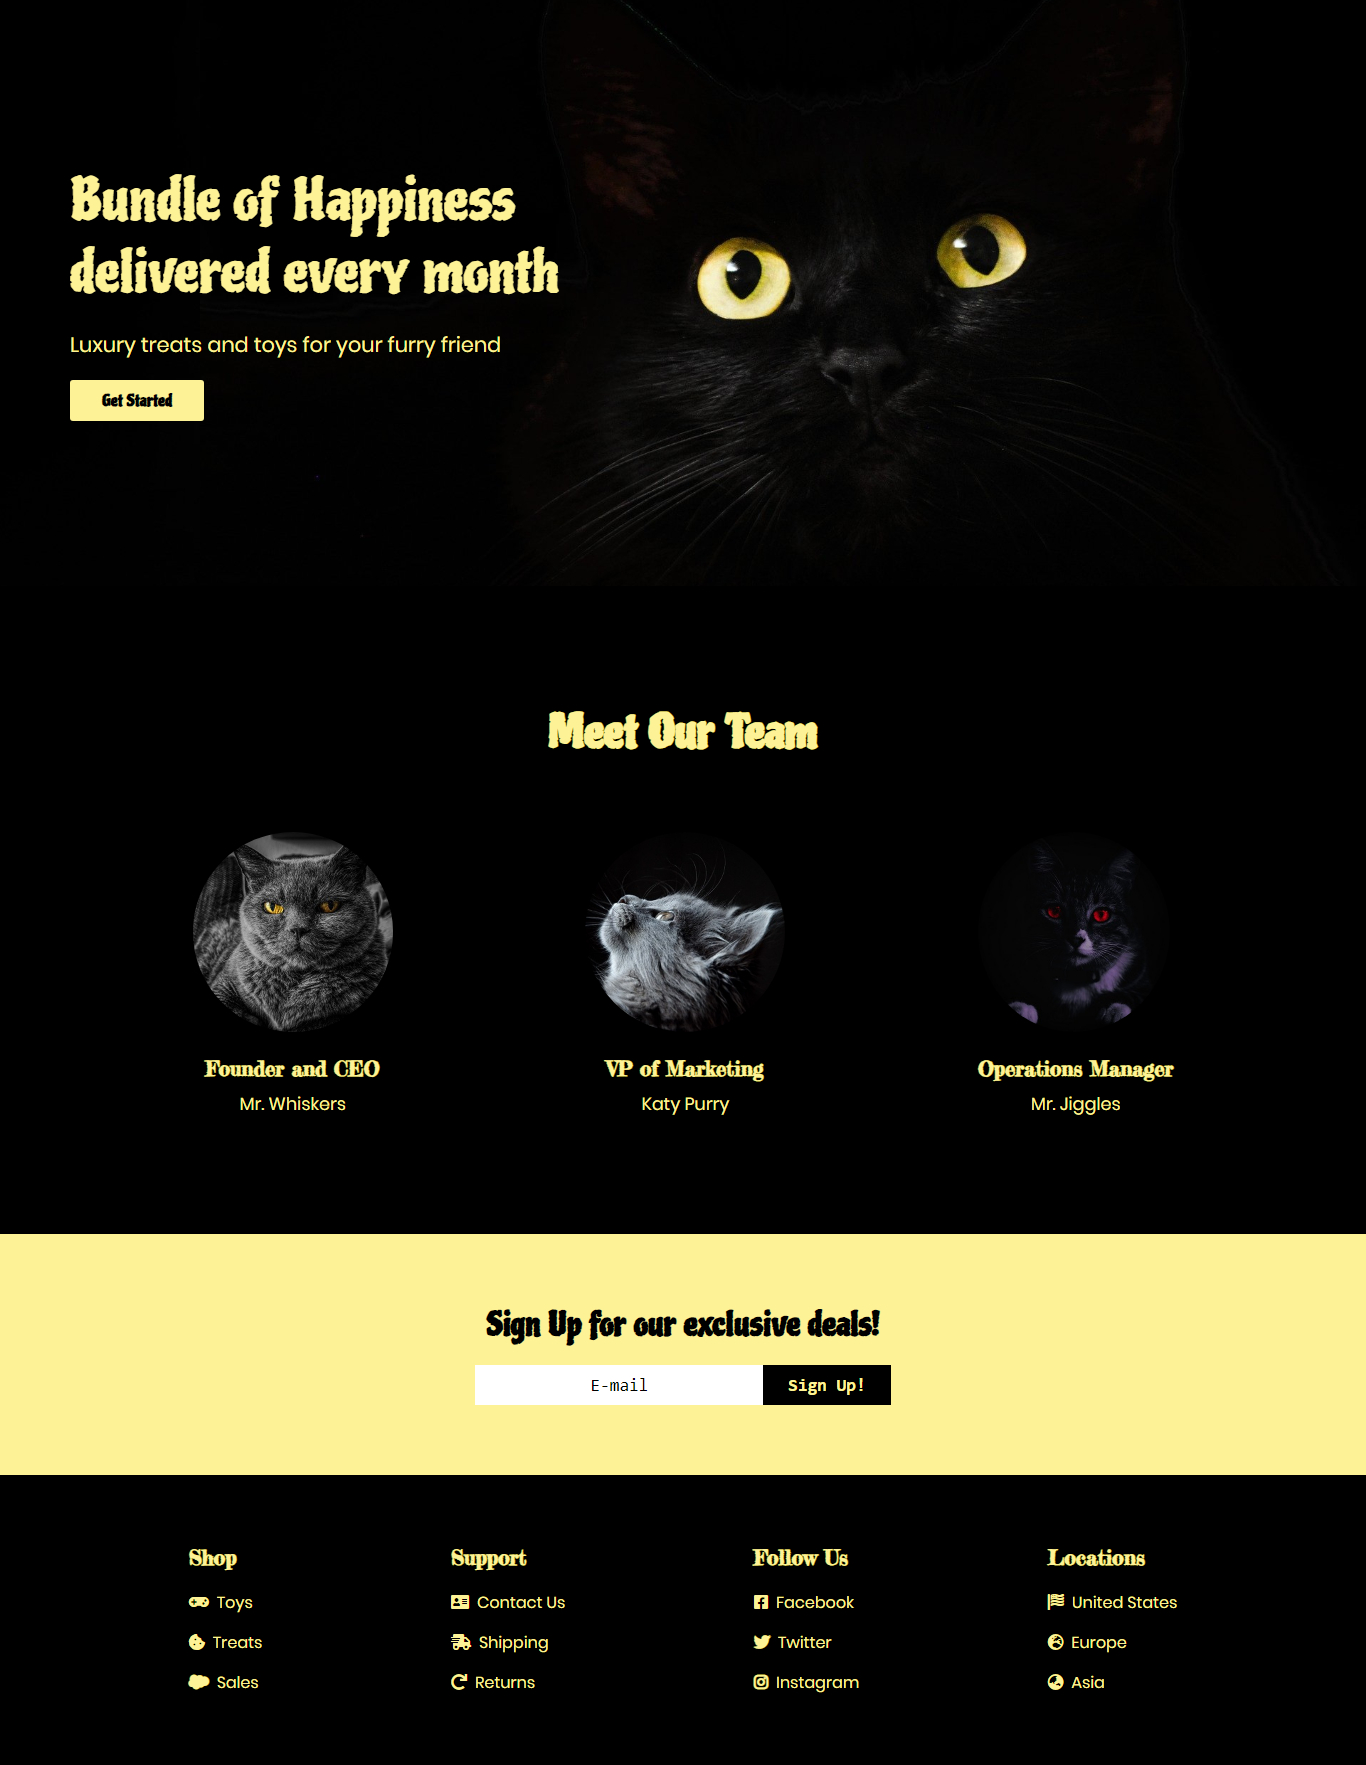 Bundle of Happiness
delivered every month
Luxury treats and toys for your furry friend
Get Started
Meet Our Team
Founder and CEO
Mr. Whiskers
VP of Marketing
Katy Purry
Operations Manager
Mr. Jiggles
Sign Up for our exclusive deals!
E-mail
Sign Up!
Shop
Toys
Treats
Sales
Support
Contact Us
Shipping
Returns
Follow Us
Facebook
Twitter
Instagram
Locations
United States
Europe
Asia